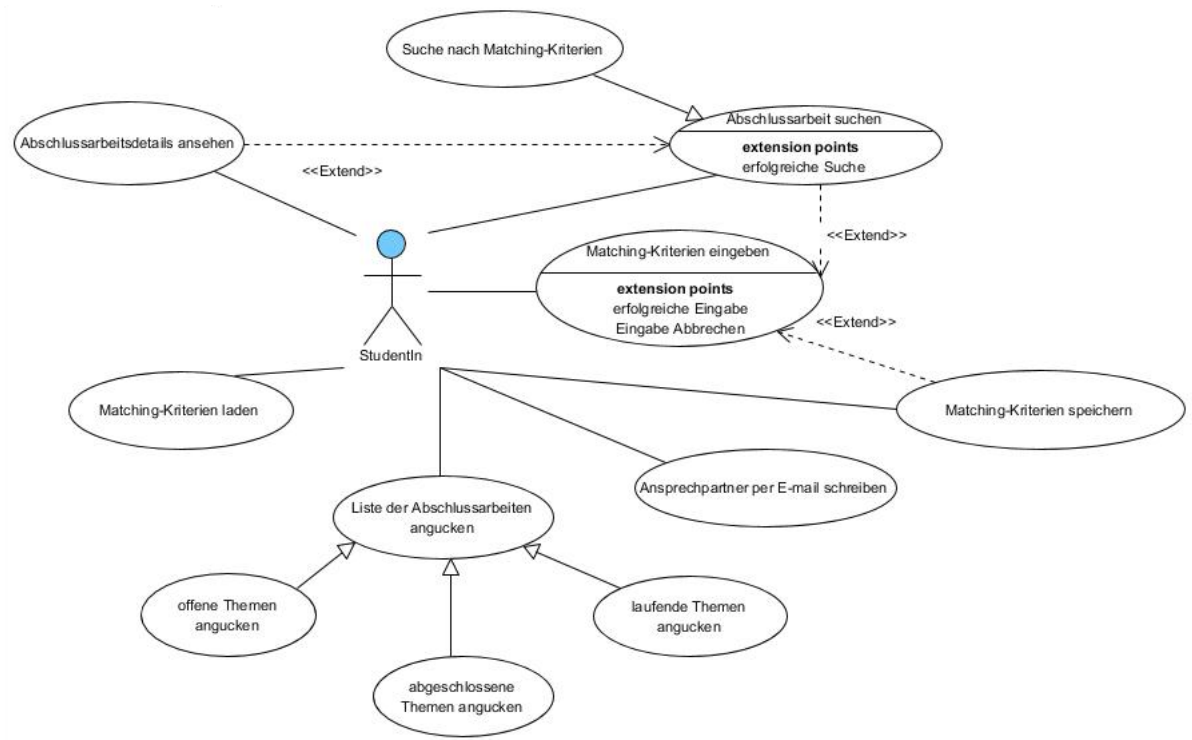 Suche nach Matching-Kriterien
Abschlussarbeit suchen
extension points
erfolgreiche Suche
Abschlussarbeitsdetails ansehen
<<Extend>>
<<Extend>>
Matching-Kriterien eingeben
extension points
erfolgreiche Eingabe
Eingabe Abbrechen
<<Extend>>
StudentIn
Matching-Kriterien laden
Matching-Kriterien speichern
Ansprechpartner per E-mail schreiben
Liste der Abschlussarbeiten
angucken
offene Themen
angucken
laufende Themen
angucken
abgeschlossene
Themen angucken